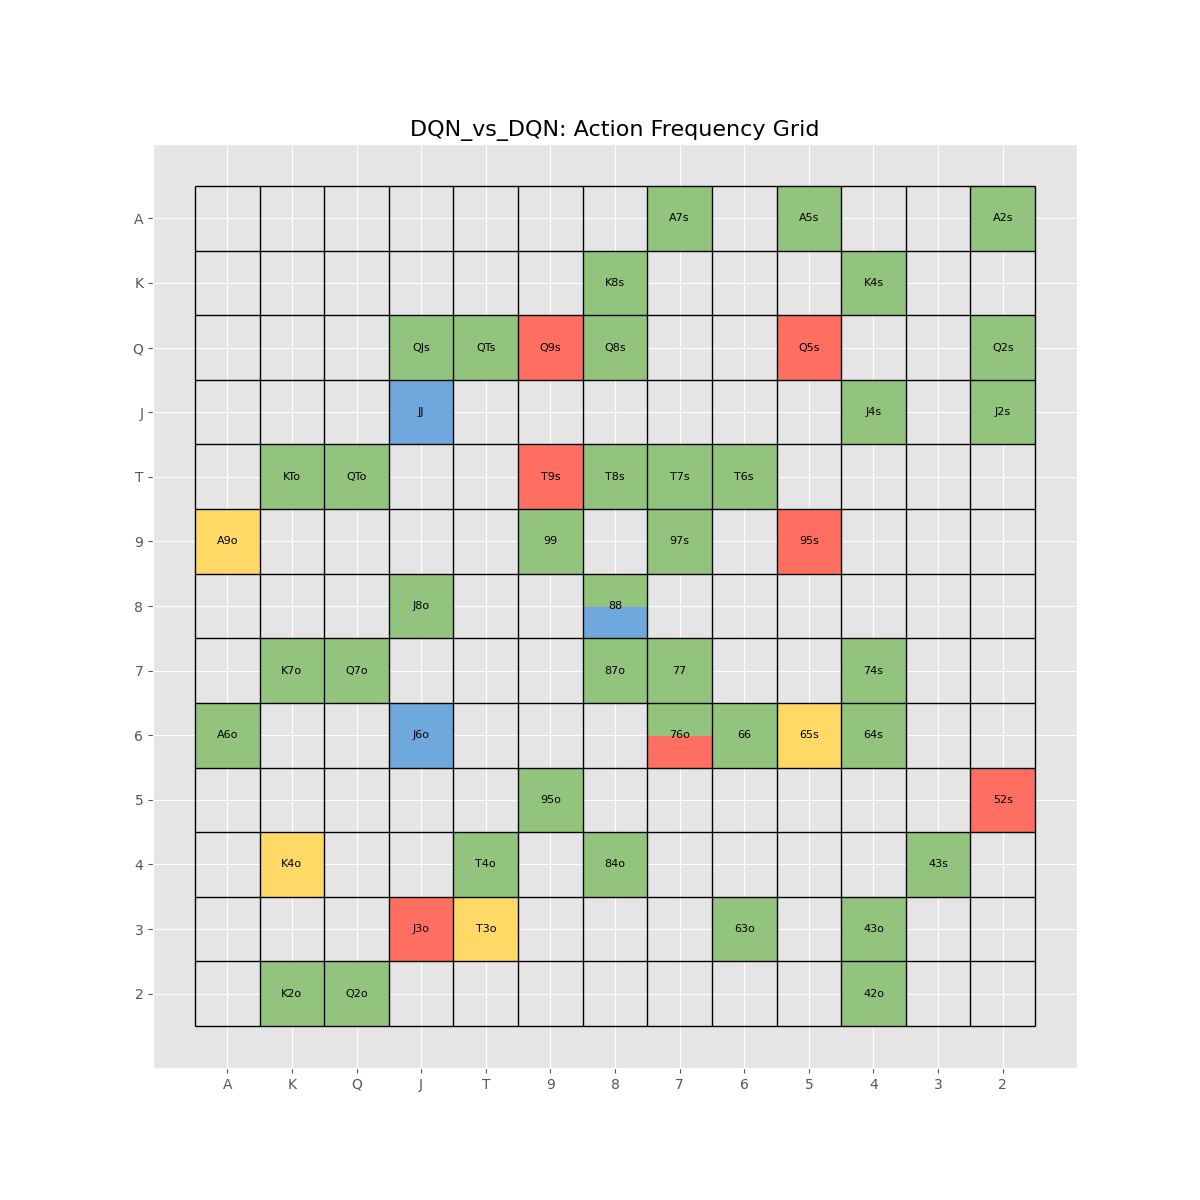 DQN_vs_DQN: Action Frequency Grid
A A7s A5s A2s
K K8s K4s
Q QJs QTs Q9s Q8s Q5s Q2s
J JJ J4s J2s
T KTo QTo T9s T8s T7s T6s
9 A9o 99 97s 95s
8 J8o 88
7 K7o Q7o 87o 77 74s
6 A6o J6o 76o 66 65s 64s
5 95o 52s
4 K4o T4o 84o 43s
3 J3o T3o 63o 43o
2 K2o Q2o 42o
A K Q J T 9 8 7 6 5 4 3 2